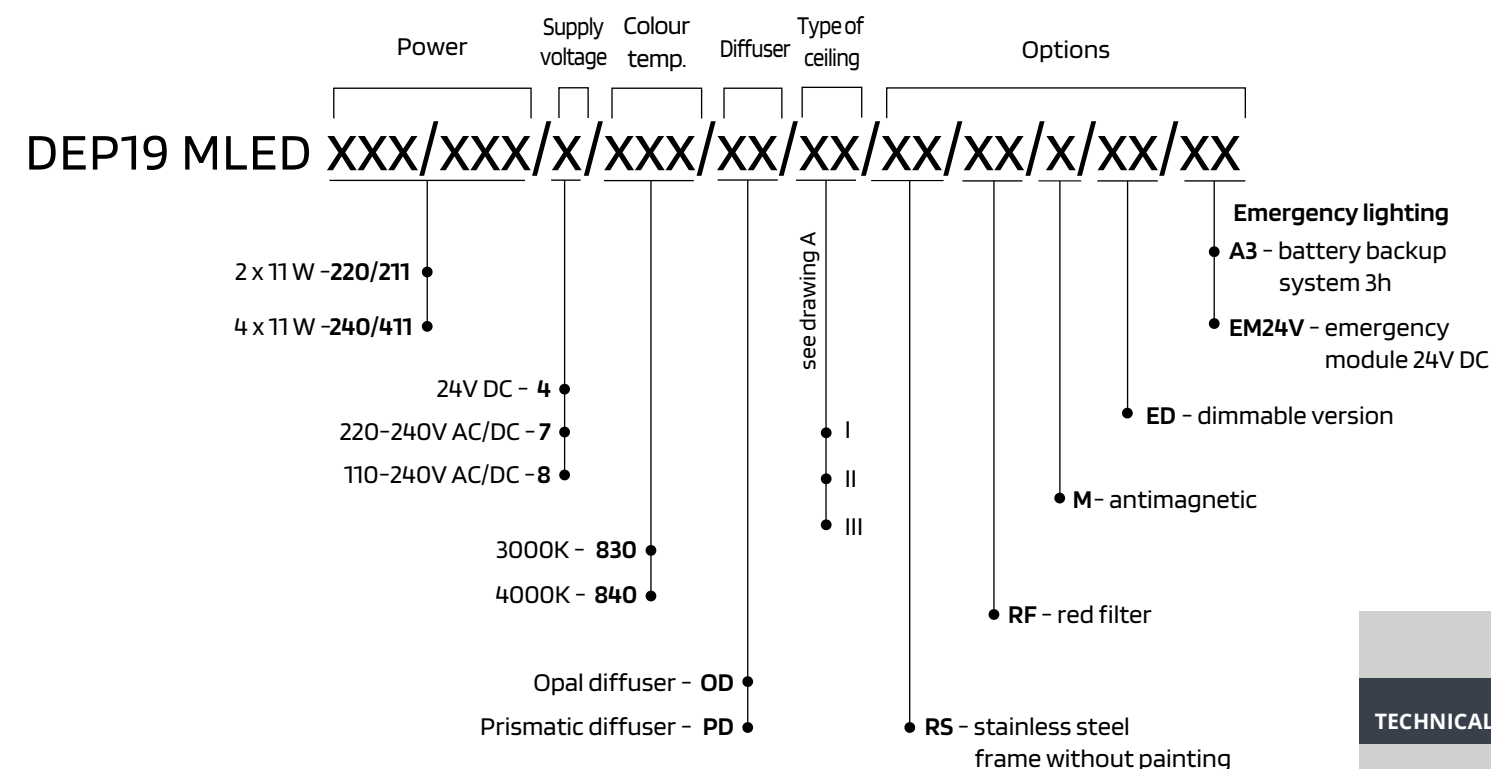 Power
Supply voltage
Colour temp.
Diffuser
Type of ceiling
Options
DEP19 MLED xxx/xxx/x/xxx/xx/xx/xx/xx/x/xx/xx
Emergency lighting
A3 - battery backup
system 3h
EM24V - emergency
module 24V DC
2 x 11 W -220/211
4 x 11 W -240/411
see drawing A
24V DC - 4
220-240V AC/DC -7
110-240V AC/DC -8
ED - dimmable version
I
II
III
M- antimagnetic
3000K - 830
4000K - 840
RF - red filter
Opal diffuser - OD
Prismatic diffuser - PD
RS - stainless steel
frame without painting
TECHNICAL